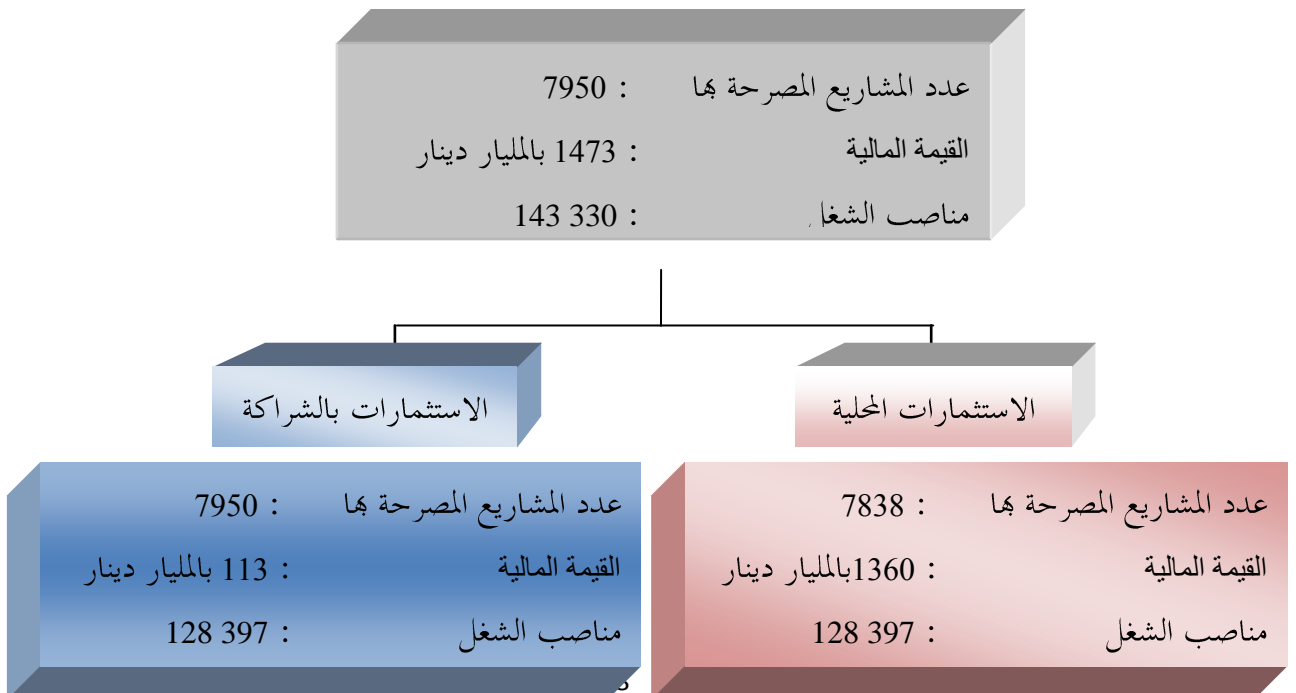 عدد المشاريع المصرحة بها : 7950
القيمة المالية : 1473 بالمليار دينار
مناصب الشغل : 143 330
الاستثمارات المحلية
الاستثمارات بالشراكة
عدد المشاريع المصرحة بها : 7838
القيمة المالية : 1360بالمليار دينار
مناصب الشغل : 128 397
عدد المشاريع المصرحة بها : 7950
القيمة المالية : 113 بالمليار دينار
مناصب الشغل : 128 397